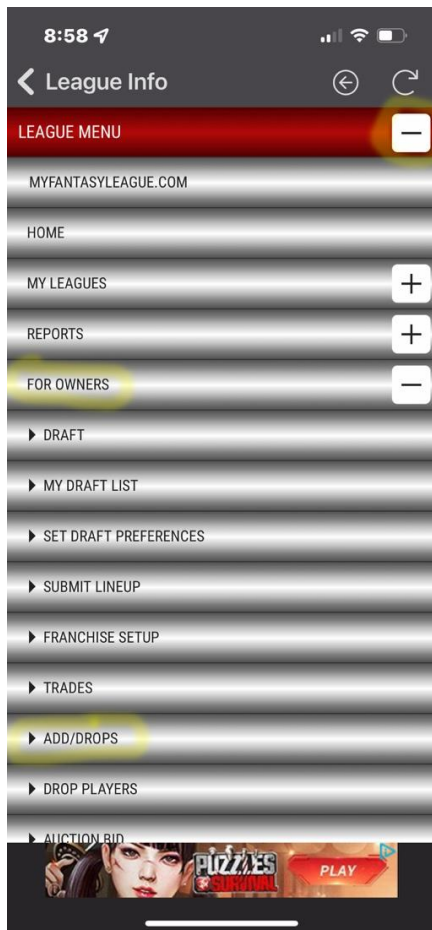 8:58
League Info
LEAGUE MENU
MYFANTASYLEAGUE.COM
HOME
MY LEAGUES
REPORTS
FOR OWNERS
DRAFT
MY DRAFT LIST
SET DRAFT PREFERENCES
SUBMIT LINEUP
FRANCHISE SETUP
TRADES
ADD/DROPS
DROP PLAYERS
AUCTION BID
PUZZLES
& SURVIVAL
PLAY